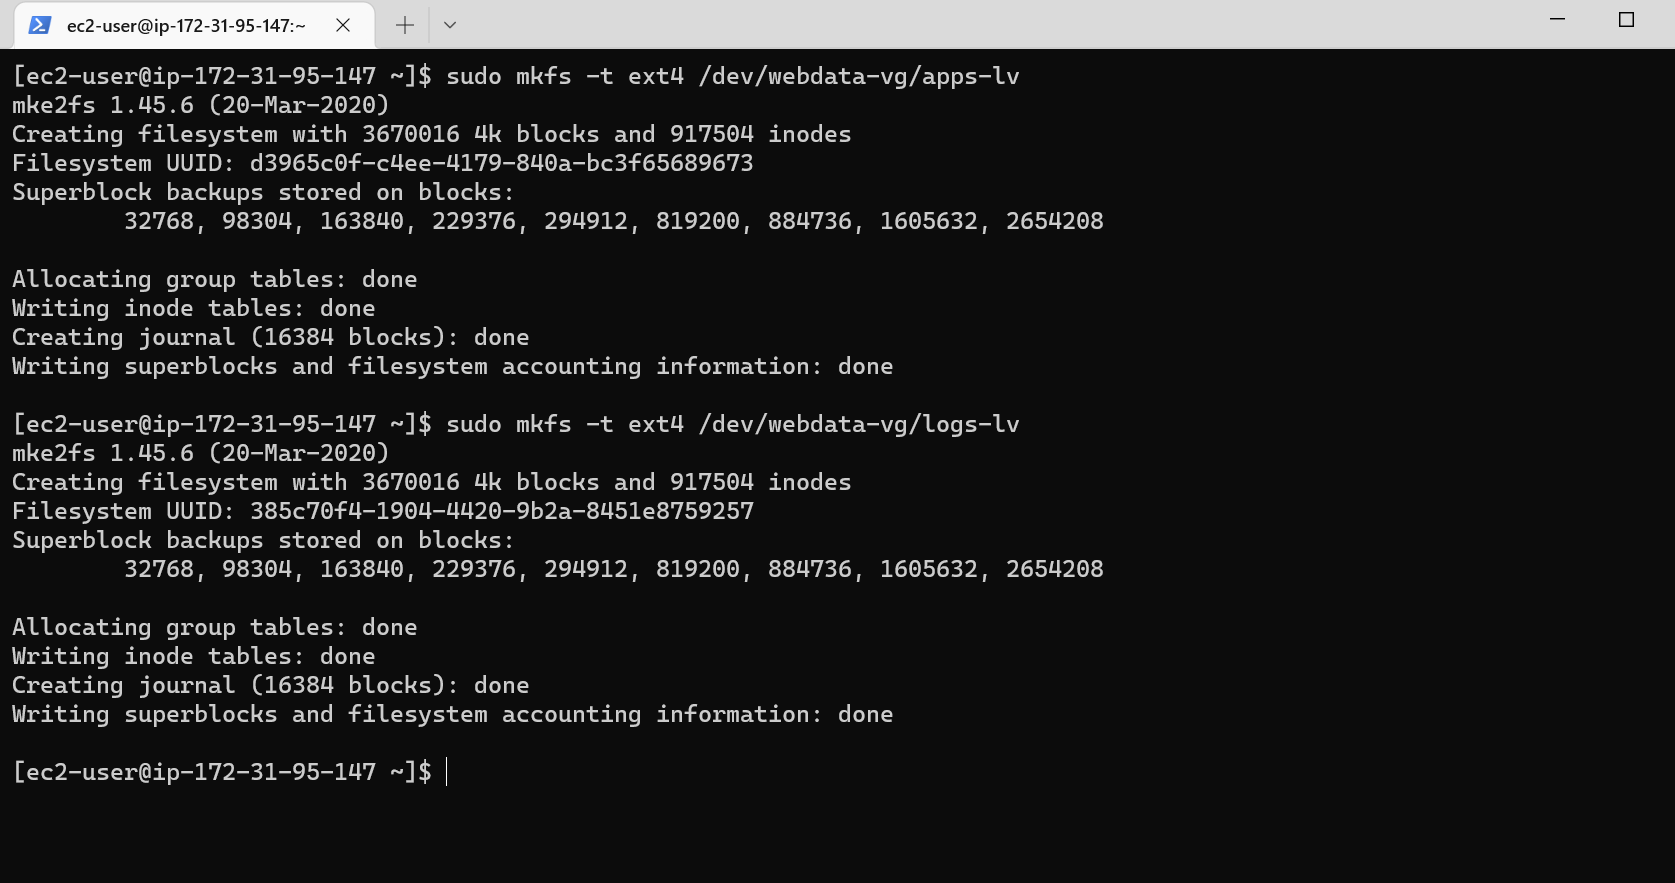 ec2-user@ip-172-31-95-147:~
[ec2-user@ip-172-31-95-147 ~]$ sudo mkfs -t ext4 /dev/webdata-vg/apps-lv
mke2fs 1.45.6 (20-Mar-2020)
Creating filesystem with 3670016 4k blocks and 917504 inodes
Filesystem UUID: d3965c0f-c4ee-4179-840a-bc3f65689673
Superblock backups stored on blocks:
        32768, 98304, 163840, 229376, 294912, 819200, 884736, 1605632, 2654208

Allocating group tables: done
Writing inode tables: done
Creating journal (16384 blocks): done
Writing superblocks and filesystem accounting information: done

[ec2-user@ip-172-31-95-147 ~]$ sudo mkfs -t ext4 /dev/webdata-vg/logs-lv
mke2fs 1.45.6 (20-Mar-2020)
Creating filesystem with 3670016 4k blocks and 917504 inodes
Filesystem UUID: 385c70f4-1904-4420-9b2a-8451e8759257
Superblock backups stored on blocks:
        32768, 98304, 163840, 229376, 294912, 819200, 884736, 1605632, 2654208

Allocating group tables: done
Writing inode tables: done
Creating journal (16384 blocks): done
Writing superblocks and filesystem accounting information: done

[ec2-user@ip-172-31-95-147 ~]$